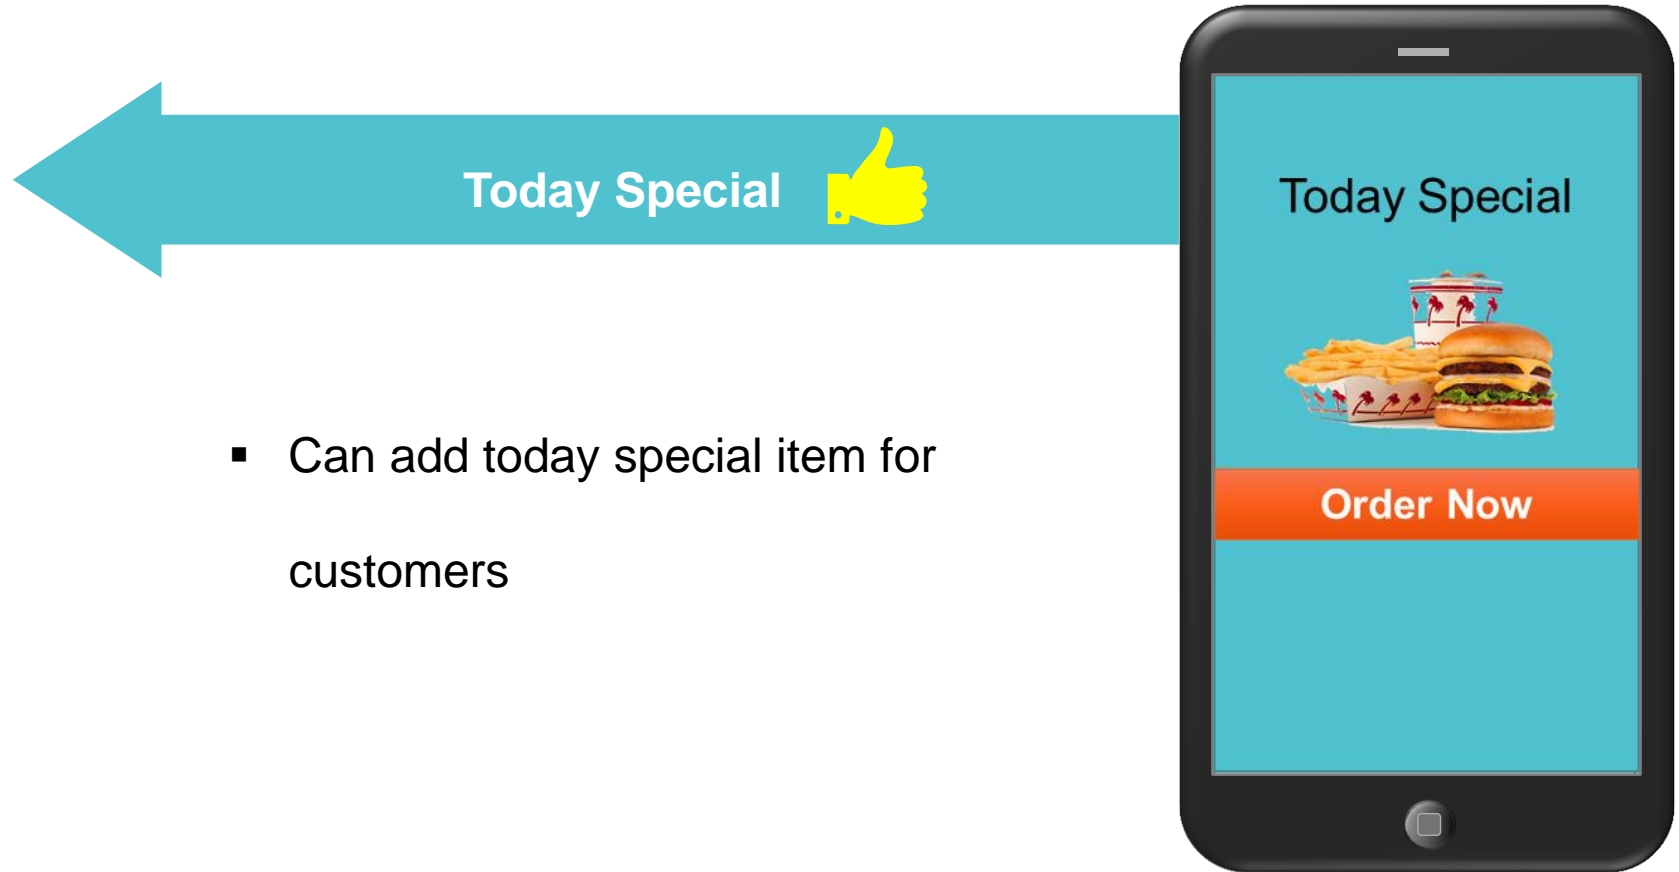 Today Special
Can add today special item for
customers
Today Special
Order Now